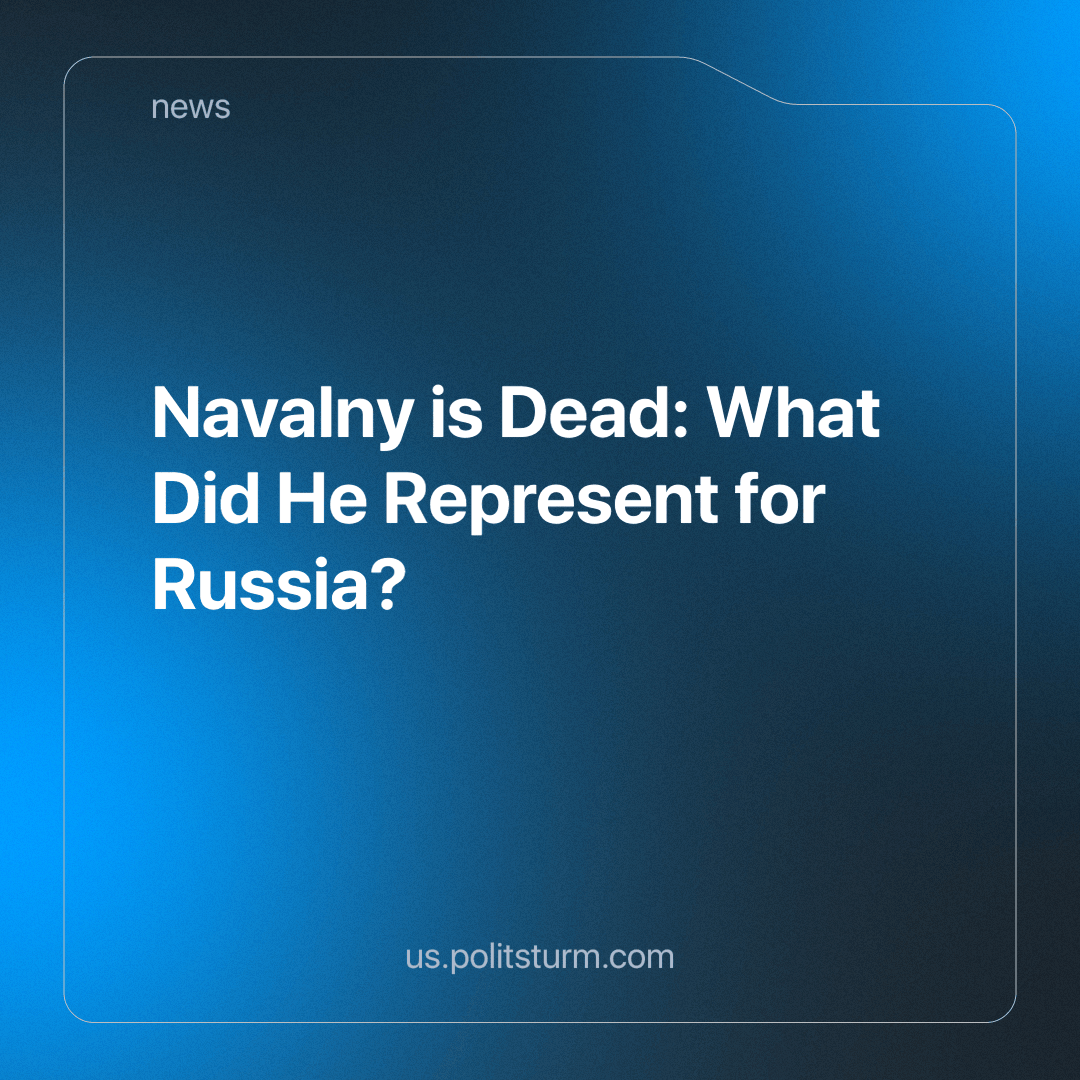 news
Navalny is Dead: What
Did He Represent for
Russia?
us.politsturm.com